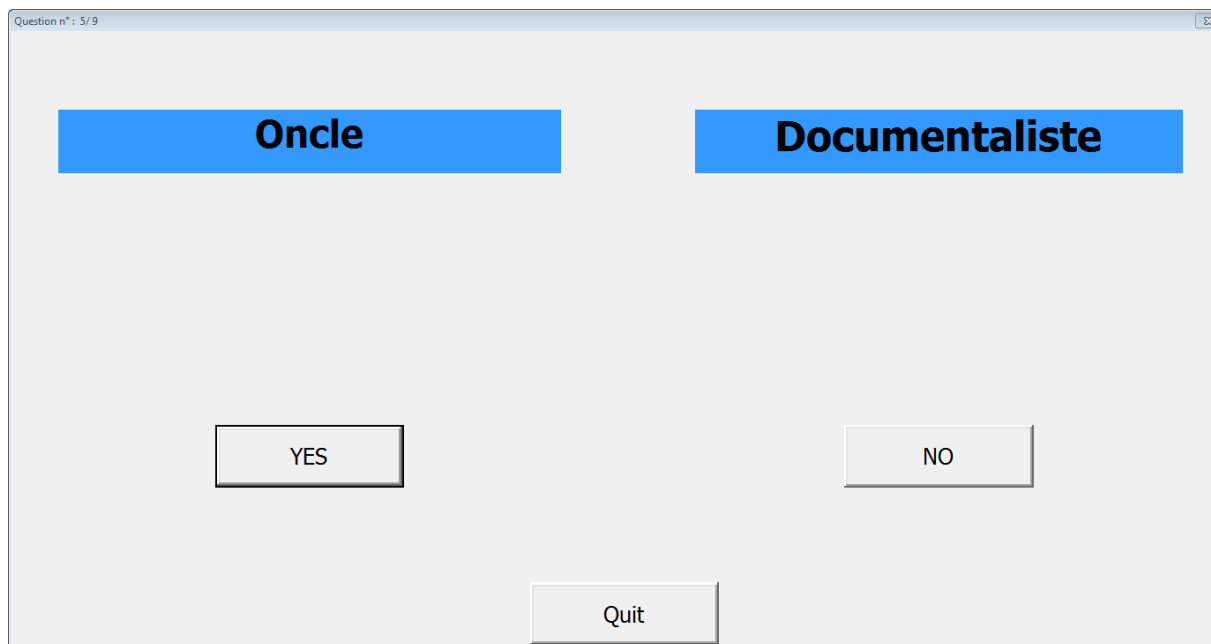 Question n° : 5/ 9
Oncle
Documentaliste
YES
NO
Quit